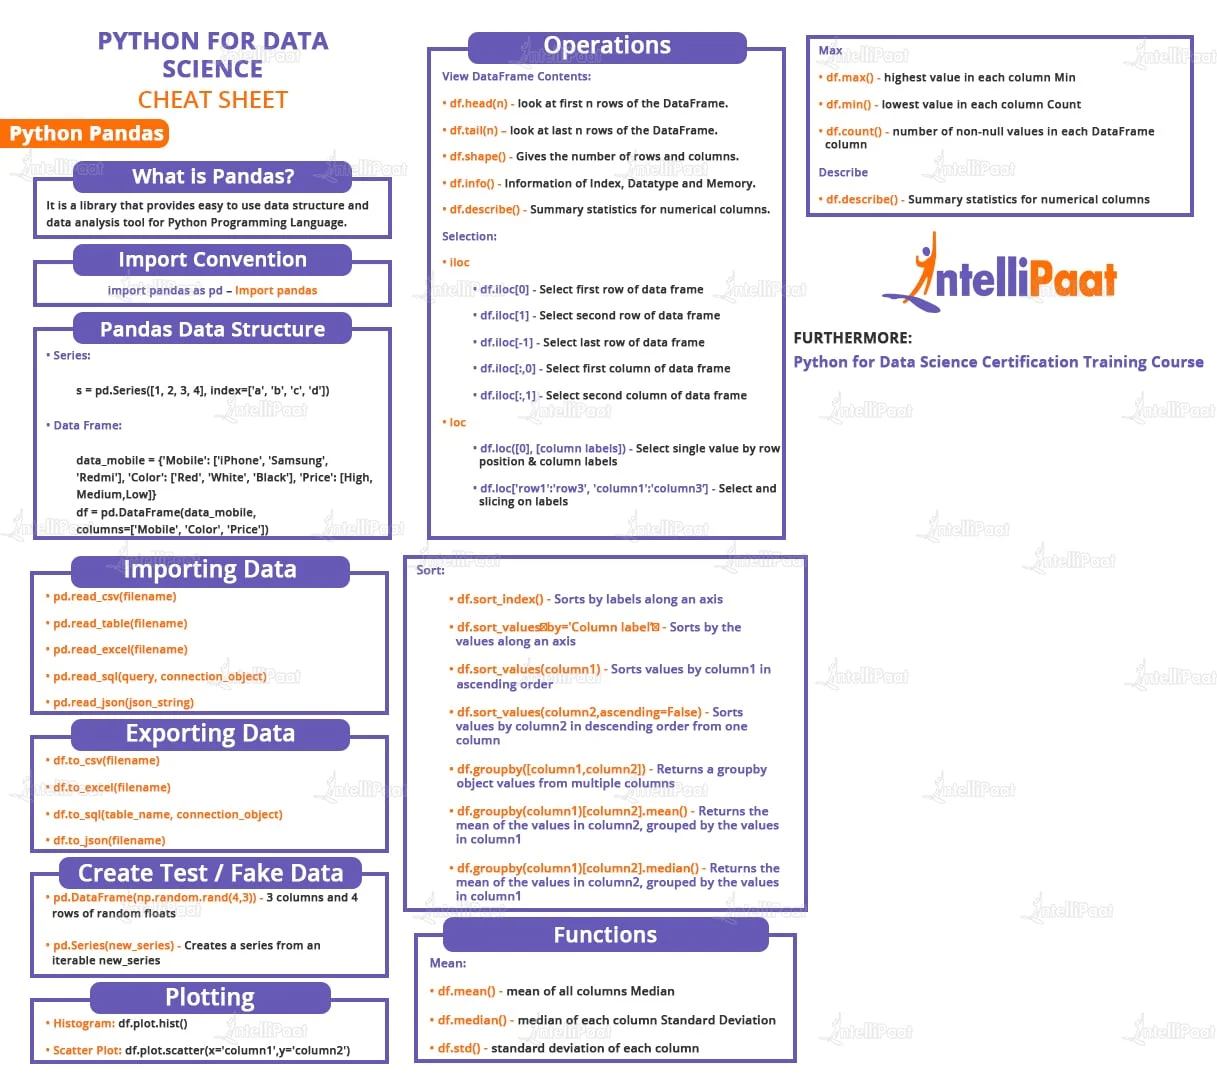 PYTHON FOR DATA
SCIENCE
CHEAT SHEET
Python Pandas
What is Pandas?
It is a library that provides easy to use data structure and
data analysis tool for Python Programming Language.
Import Convention
import pandas as pd – Import pandas
Pandas Data Structure
• Series:
s = pd.Series([1, 2, 3, 4], index=['a', 'b', 'c', 'd'])
• Data Frame:
data_mobile = {'Mobile': ['iPhone', 'Samsung',
'Redmi'], 'Color': ['Red', 'White', 'Black'], 'Price': [High,
Medium,Low]}
df = pd.DataFrame(data_mobile,
columns=['Mobile', 'Color', 'Price'])
Importing Data
• pd.read_csv(filename)
• pd.read_table(filename)
• pd.read_excel(filename)
• pd.read_sql(query, connection_object)
• pd.read_json(json_string)
Exporting Data
• df.to_csv(filename)
• df.to_excel(filename)
• df.to_sql(table_name, connection_object)
• df.to_json(filename)
Create Test / Fake Data
• pd.DataFrame(np.random.rand(4,3)) - 3 columns and 4
rows of random floats
• pd.Series(new_series) - Creates a series from an
iterable new_series
Plotting
• Histogram: df.plot.hist()
• Scatter Plot: df.plot.scatter(x='column1',y='column2')
Operations
View DataFrame Contents:
• df.head(n) - look at first n rows of the DataFrame.
• df.tail(n) – look at last n rows of the DataFrame.
• df.shape() - Gives the number of rows and columns.
• df.info() - Information of Index, Datatype and Memory.
• df.describe() - Summary statistics for numerical columns.
Selection:
• iloc
• df.iloc[0] - Select first row of data frame
• df.iloc[1] - Select second row of data frame
• df.iloc[-1] - Select last row of data frame
• df.iloc[:,0] - Select first column of data frame
• df.iloc[:,1] - Select second column of data frame
• loc
• df.loc([0], [column labels]) - Select single value by row
position & column labels
• df.loc['row1':'row3', 'column1':'column3'] - Select and
slicing on labels
Sort:
• df.sort_index() - Sorts by labels along an axis
• df.sort_values by='Column label' - Sorts by the
values along an axis
• df.sort_values(column1) - Sorts values by column1 in
ascending order
• df.sort_values(column2,ascending=False) - Sorts
values by column2 in descending order from one
column
• df.groupby([column1,column2]) - Returns a groupby
object values from multiple columns
• df.groupby(column1)[column2].mean() - Returns the
mean of the values in column2, grouped by the values
in column1
• df.groupby(column1)[column2].median() - Returns the
mean of the values in column2, grouped by the values
in column1
Functions
Mean:
• df.mean() - mean of all columns Median
• df.median() - median of each column Standard Deviation
• df.std() - standard deviation of each column
Max
• df.max() - highest value in each column Min
• df.min() - lowest value in each column Count
• df.count() - number of non-null values in each DataFrame
column
Describe
• df.describe() - Summary statistics for numerical columns
IntelliPaat
FURTHERMORE:
Python for Data Science Certification Training Course